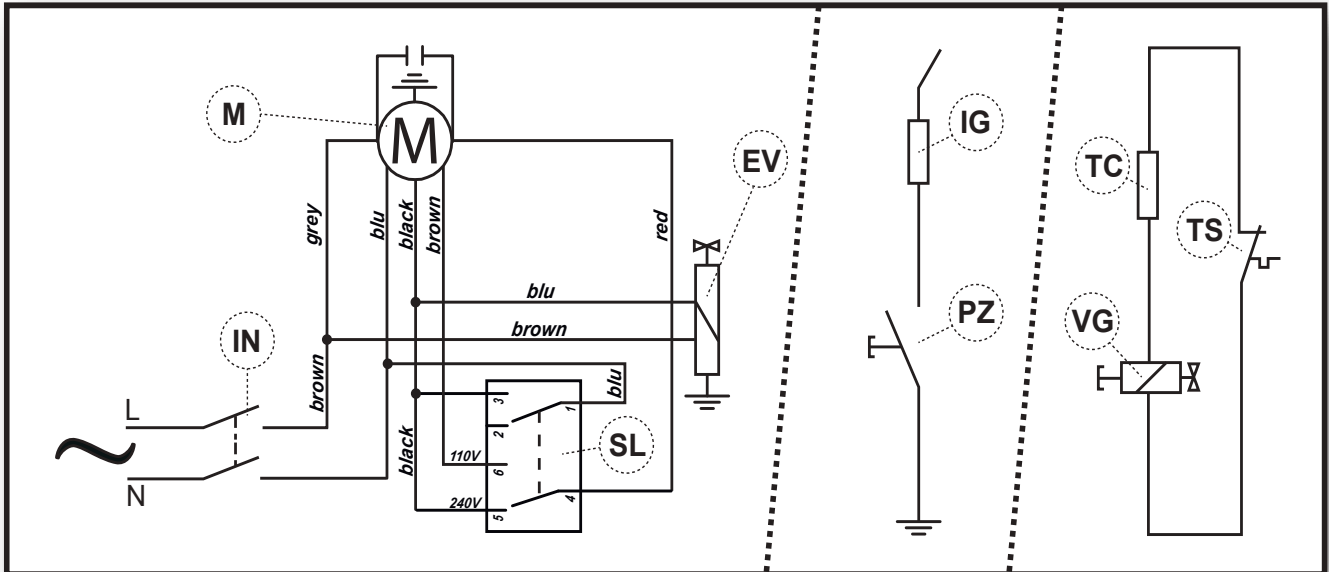 M
M
EV
IG
TC
TS
PZ
VG
IN
SL
grey
blu
black
brown
red
blu
brown
brown
blu
black
L
N
3
2
1
6
5
4
110V
240V